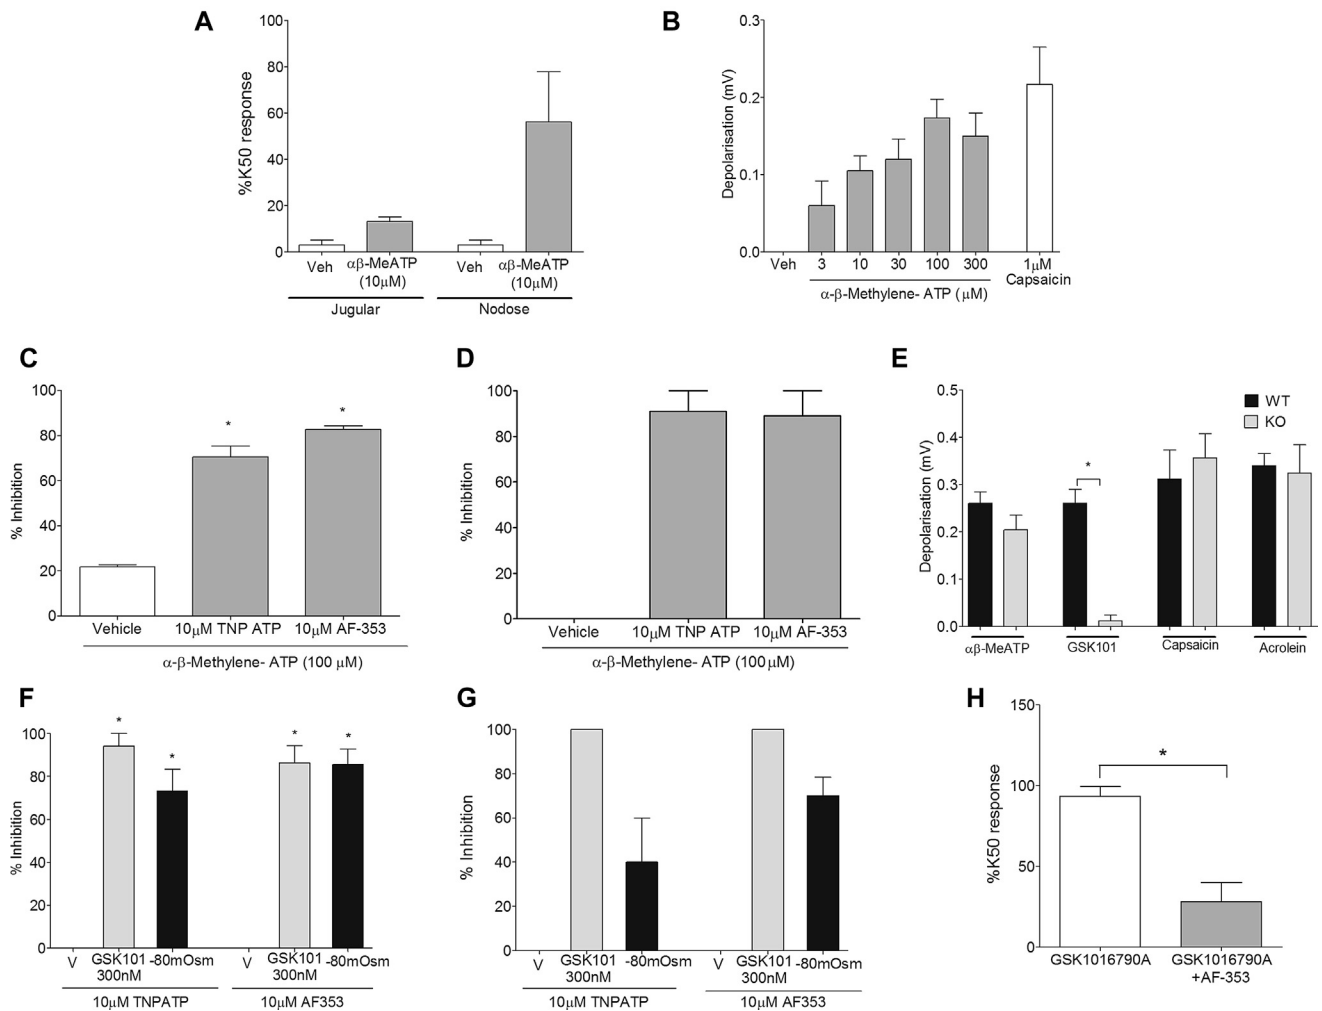 A
%K50 response
100
80
60
40
20
0
Veh
αβ-MeATP
(10μM)
Veh
αβ-MeATP
(10μM)
Jugular
Nodose
B
Depolarisation (mV)
0.3
0.2
0.1
0.0
Veh 3 10 30 100 300 1μM
Capsaicin
α-β-Methylene- ATP (μM)
C
% Inhibition
100
80
60
40
20
0
Vehicle 10μM TNP ATP 10μM AF-353
α-β-Methylene- ATP (100 μM)
D
% Inhibition
100
80
60
40
20
0
Vehicle 10μM TNP ATP 10μM AF-353
α-β-Methylene- ATP (100μM)
E
Depolarisation (mV)
0.5
0.4
0.3
0.2
0.1
0.0
WT
KO
*
αβ-MeATP GSK101 Capsaicin Acrolein
F
% Inhibition
100
80
60
40
20
0
* * * *
V GSK101 -80mOsm V GSK101 -80mOsm
300nM 300nM
10μM TNPATP 10μM AF353
G
% Inhibition
100
80
60
40
20
0
V GSK101 -80mOsm V GSK101 -80mOsm
300nM 300nM
10μM TNPATP 10μM AF353
H
%K50 response
150
100
50
0
*
GSK1016790A GSK1016790A
+AF-353